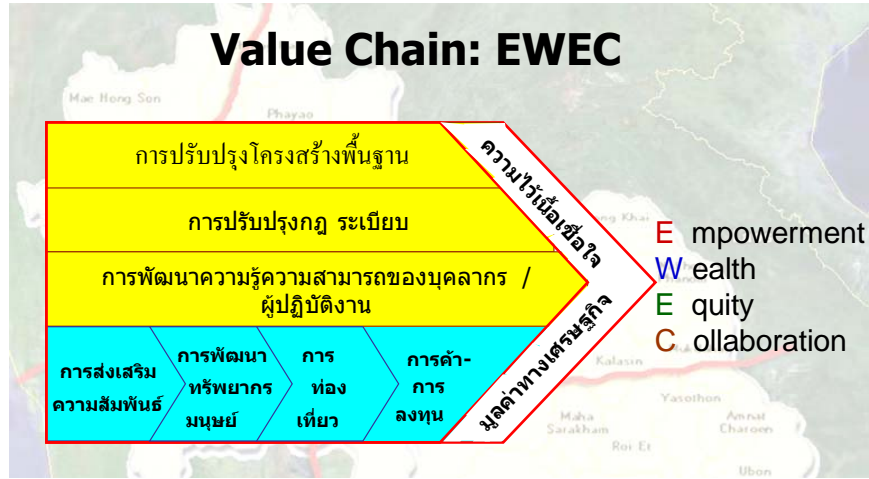 Value Chain: EWEC
Mae Hong Son
Phayao
การปรับปรุงโครงสร้างพื้นฐาน
การปรับปรุงกฎ ระเบียบ
การพัฒนาความรู้ความสามารถของบุคลากร /
ผู้ปฏิบัติงาน
การส่งเสริม
ความสัมพันธ์
การพัฒนา
ทรัพยากร
มนุษย์
การ
ท่อง
เที่ยว
การค้า-
การ
ลงทุน
ความไว้เนื้อเชื่อใจ
มูลค่าทางเศรษฐกิจ
E mpowerment
W ealth
E quity
C ollaboration
Khai
Kalasin
Yasothon
Maha
Sarakham
Roi Et
Amnat
Charoen
Ubon